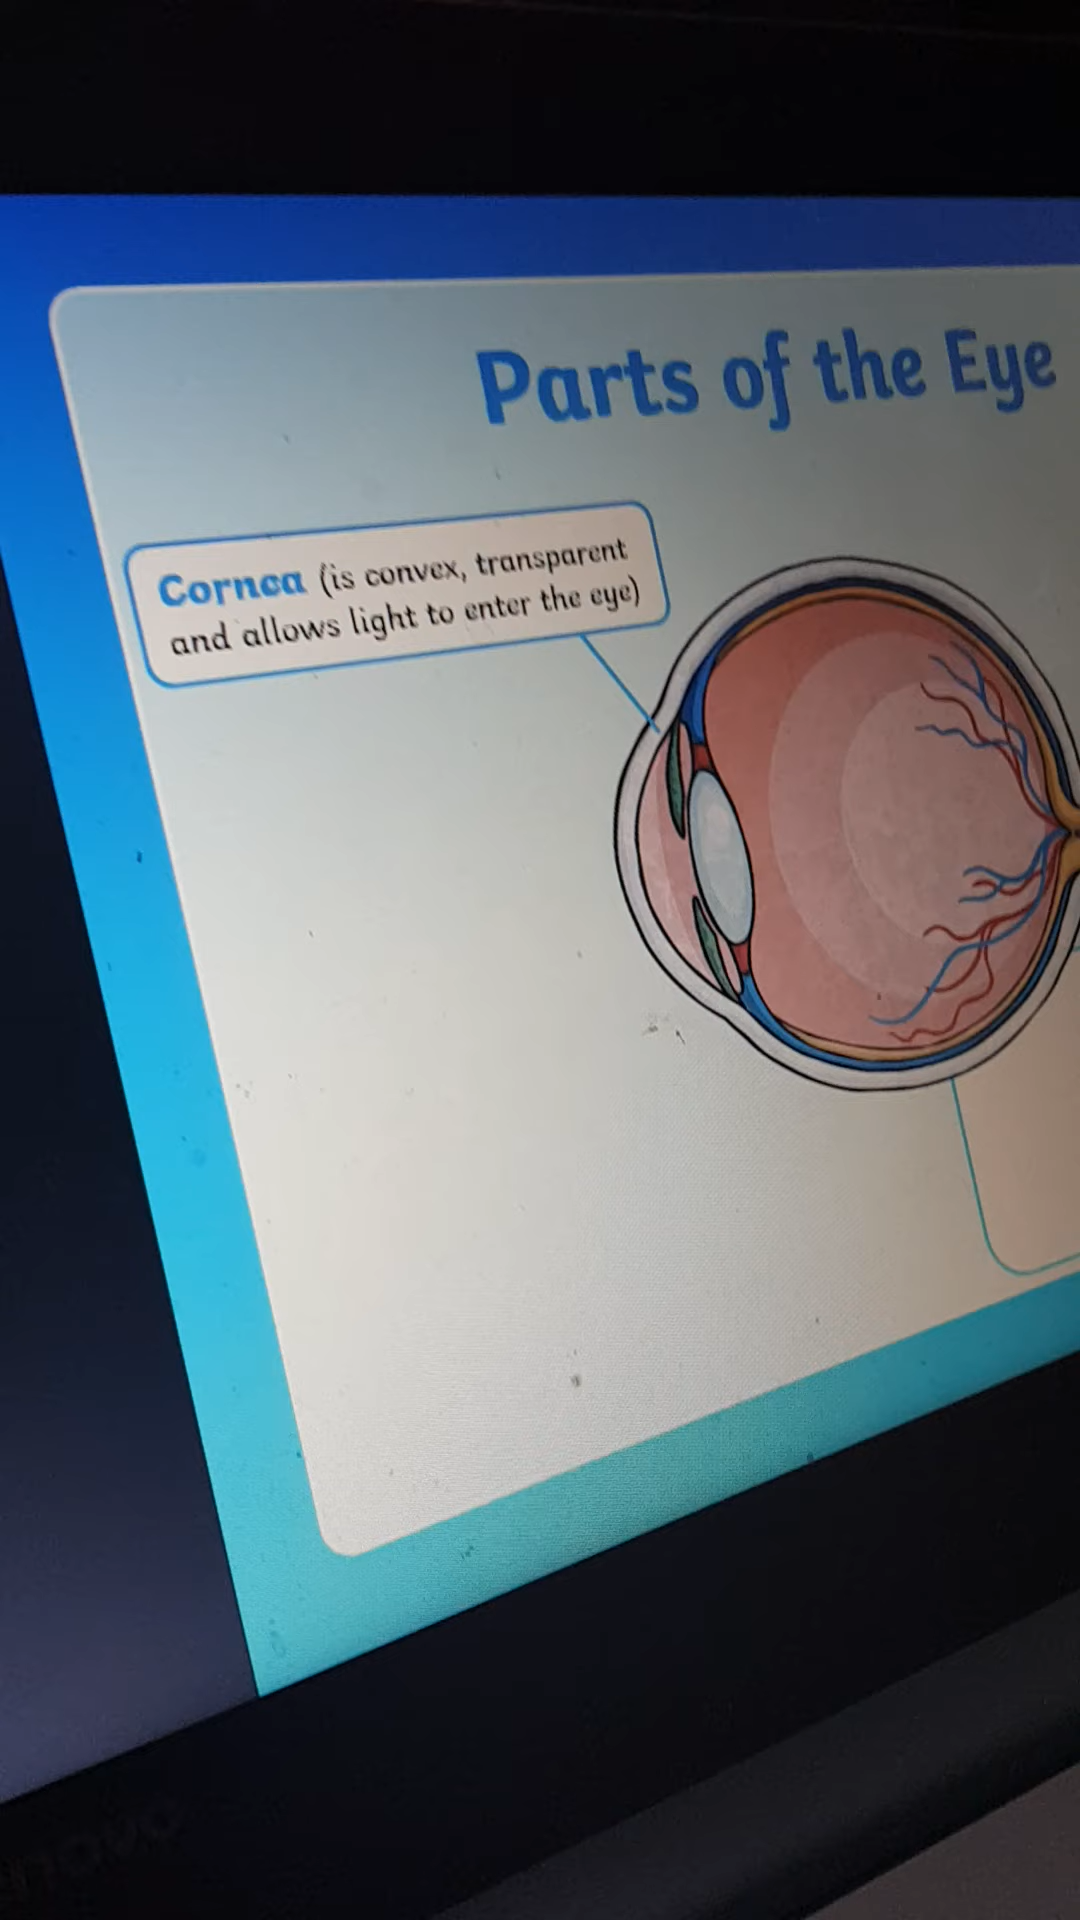 Parts of the Eye
Cornea (is convex, transparent
and allows light to enter the eye)